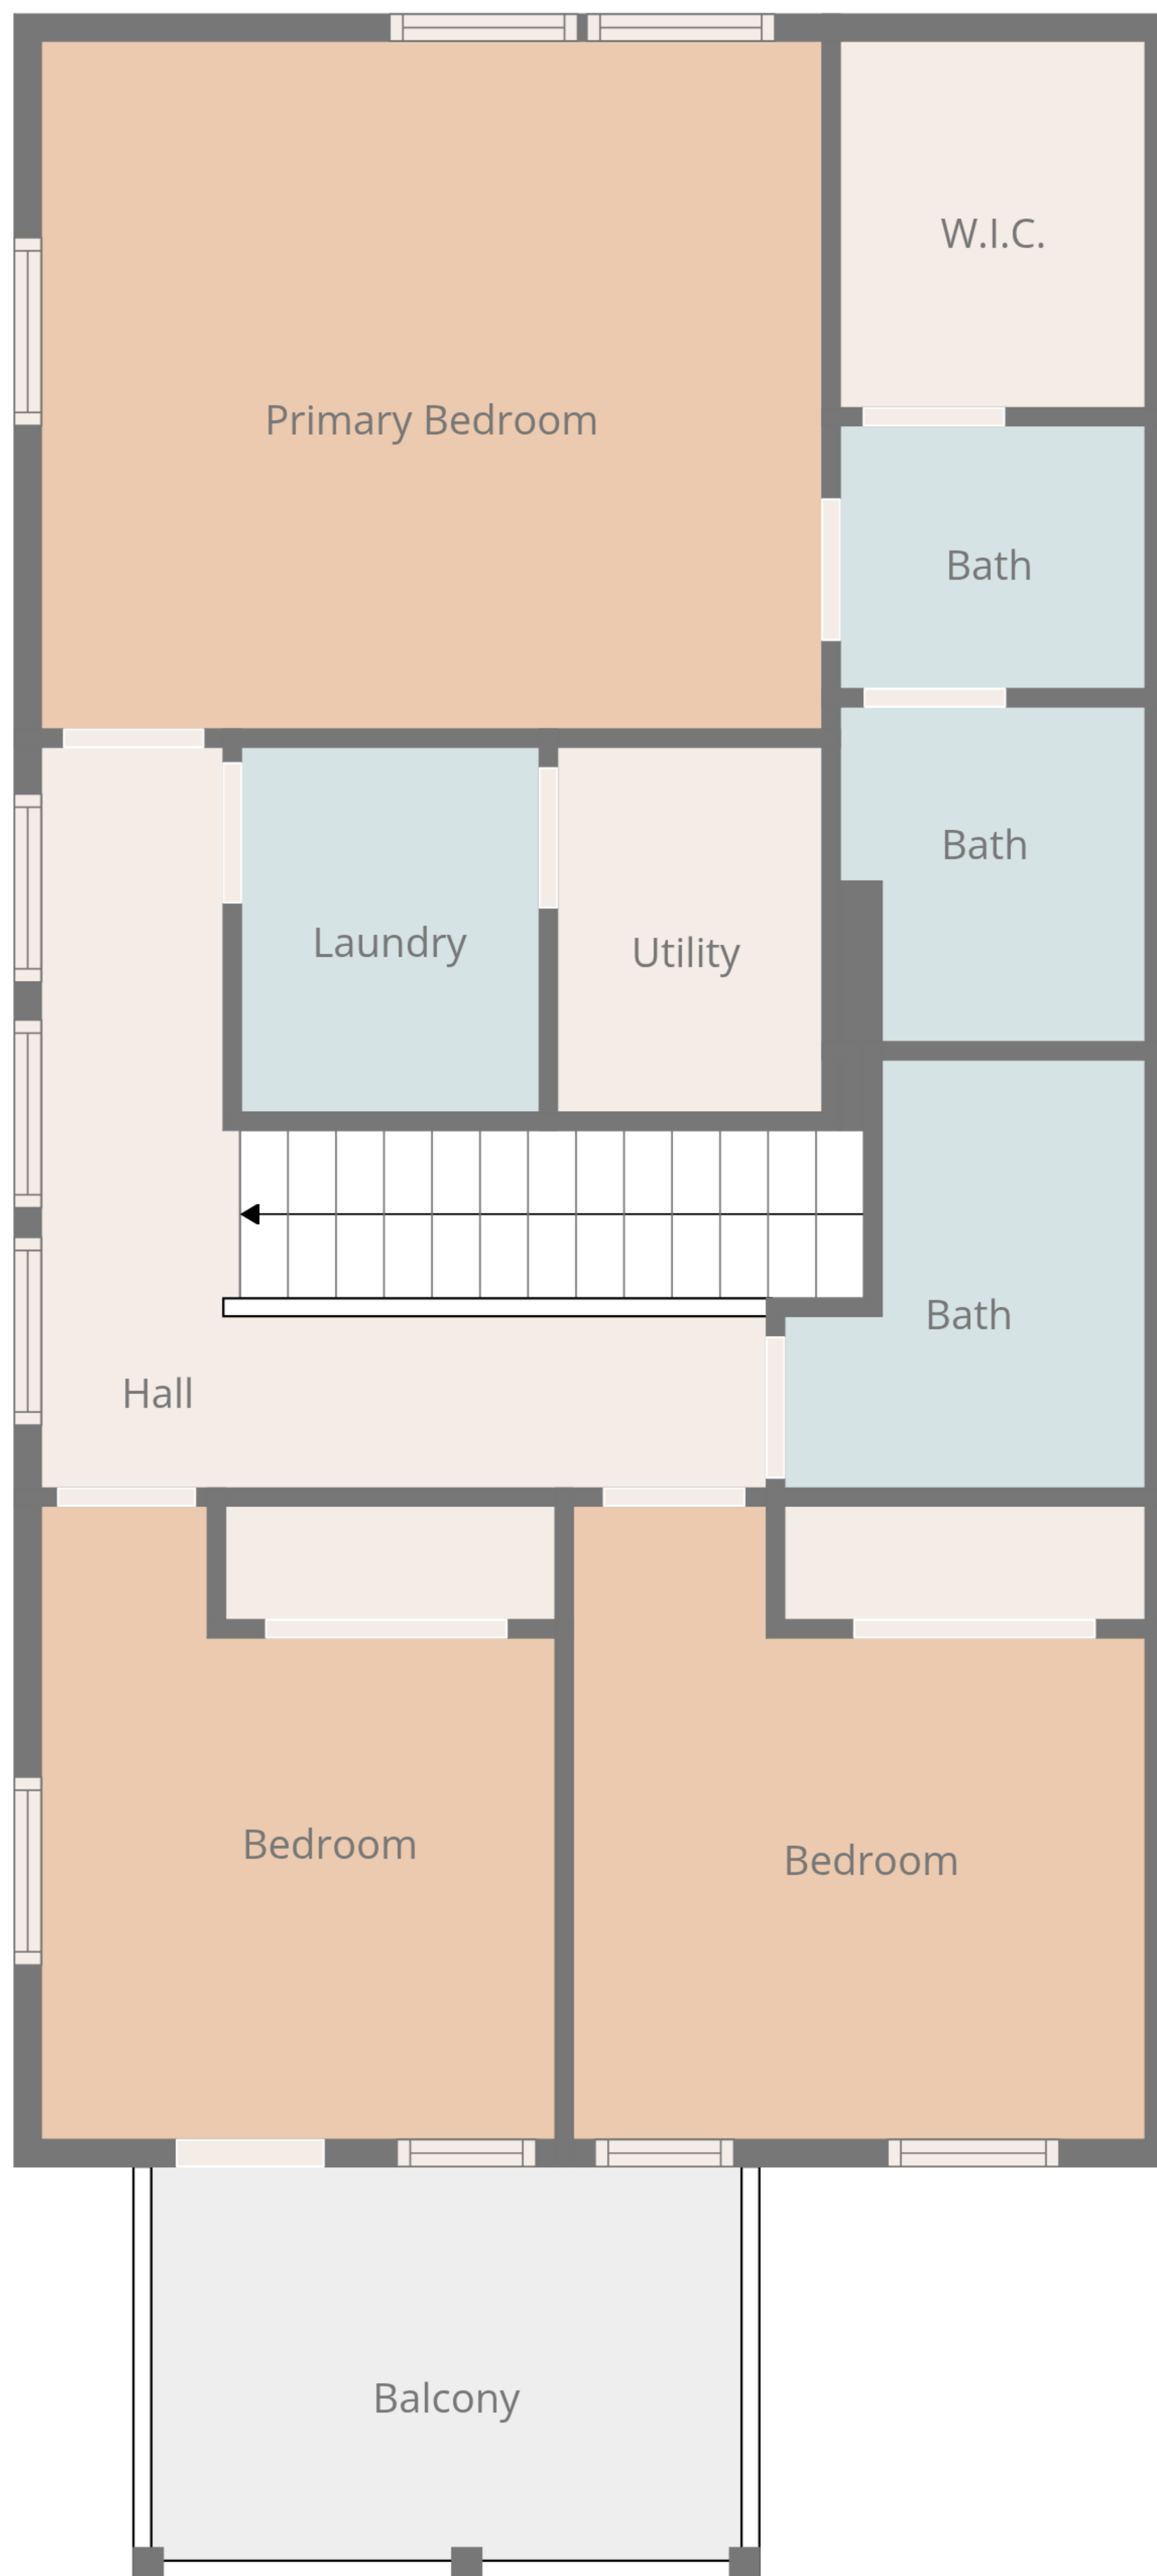 W.I.C.
Primary Bedroom
Bath
Bath
Laundry
Utility
Bath
Hall
Bedroom
Bedroom
Balcony